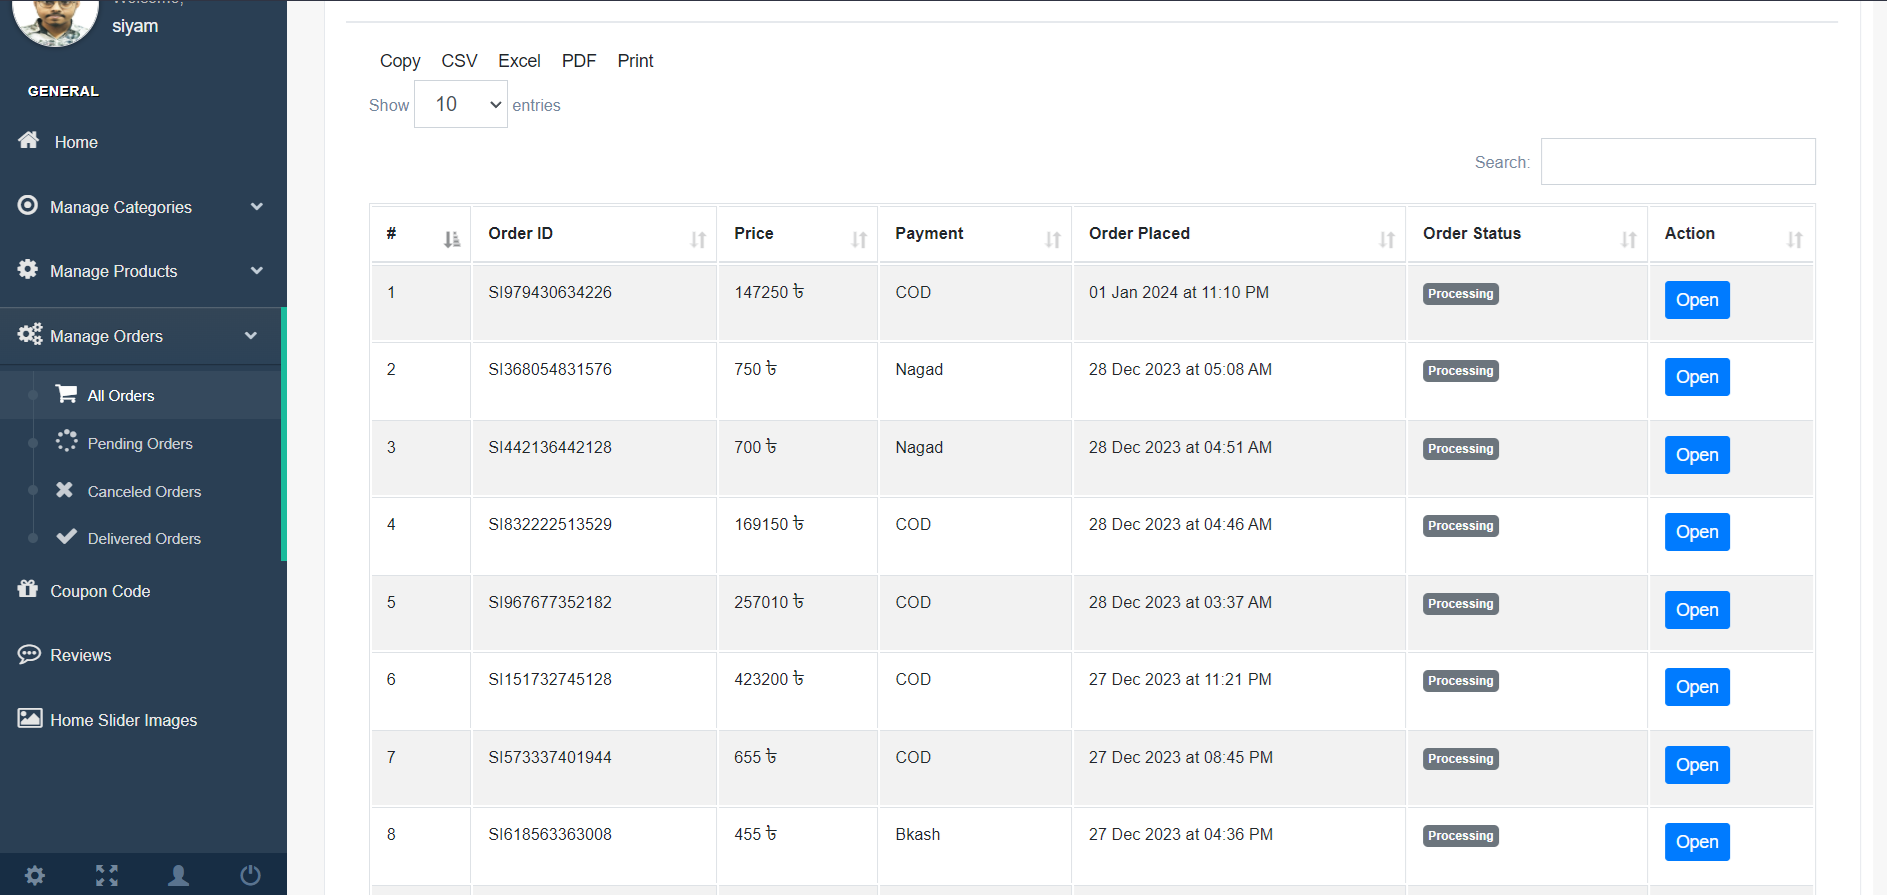 Welcome,
siyam
GENERAL
Home
Manage Categories
Manage Products
Manage Orders
All Orders
Pending Orders
Canceled Orders
Delivered Orders
Coupon Code
Reviews
Home Slider Images
Copy CSV Excel PDF Print
Show 10 entries
Search:
# Order ID Price Payment Order Placed Order Status Action
1 SI979430634226 147250 ৳ COD 01 Jan 2024 at 11:10 PM Processing Open
2 SI368054831576 750 ৳ Nagad 28 Dec 2023 at 05:08 AM Processing Open
3 SI442136442128 700 ৳ Nagad 28 Dec 2023 at 04:51 AM Processing Open
4 SI832222513529 169150 ৳ COD 28 Dec 2023 at 04:46 AM Processing Open
5 SI967677352182 257010 ৳ COD 28 Dec 2023 at 03:37 AM Processing Open
6 SI151732745128 423200 ৳ COD 27 Dec 2023 at 11:21 PM Processing Open
7 SI573337401944 655 ৳ COD 27 Dec 2023 at 08:45 PM Processing Open
8 SI618563363008 455 ৳ Bkash 27 Dec 2023 at 04:36 PM Processing Open